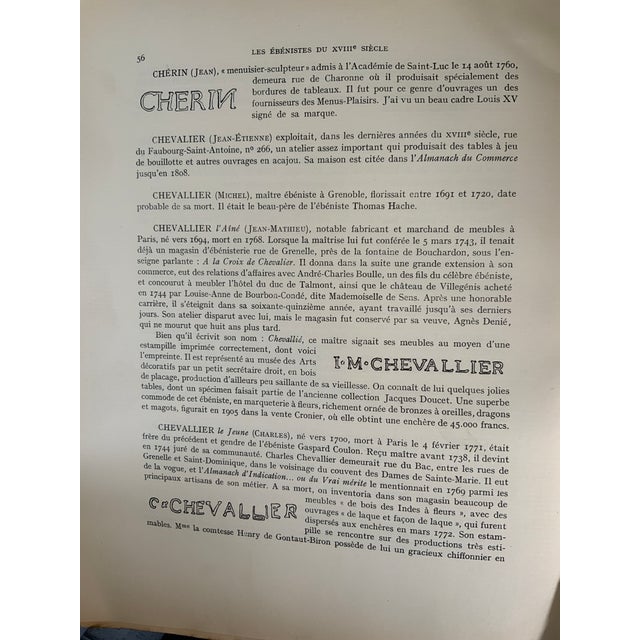 56
LES ÉBÉNISTES DU XVIIIᵉ SIÈCLE
CHÉRIN (JEAN), « menuisier-sculpteur » admis à l'Académie de Saint-Luc le 14 août 1760,
demeura rue de Charonne où il produisait spécialement des
bordures de tableaux. Il fut pour ce genre d'ouvrages un des
fournisseurs des Menus-Plaisirs. J'ai vu un beau cadre Louis XV
signé de sa marque.
CHERIN
CHEVALIER (JEAN-ÉTIENNE) exploitait, dans les dernières années du XVIIIᵉ siècle, rue
du Faubourg-Saint-Antoine, nº 266, un atelier assez important qui produisait des tables à jeu
de bouillotte et autres ouvrages en acajou. Sa maison est citée dans l'Almanach du Commerce
jusqu'en 1808.
CHEVALLIER (MICHEL), maître ébéniste à Grenoble, florissait entre 1691 et 1720, date
probable de sa mort. Il était le beau-père de l'ébéniste Thomas Hache.
CHEVALLIER l'Aîné (JEAN-MATHIEU), notable fabricant et marchand de meubles à
Paris, né vers 1694, mort en 1768. Lorsque la maîtrise lui fut conférée le 5 mars 1743, il tenait
déjà un magasin d'ébénisterie rue de Grenelle, près de la fontaine de Bouchardon, sous l'en-
seigne parlante : A la Croix de Chevalier. Il donna dans la suite une grande extension à son
commerce, eut des relations d'affaires avec André-Charles Boulle, un des fils du célèbre ébéniste,
et concourut à meubler l'hôtel du duc de Talmont, ainsi que le château de Villegénis acheté
en 1744 par Louise-Anne de Bourbon-Condé, dite Mademoiselle de Sens. Après une honorable
carrière, il s'éteignit dans sa soixante-quinzième année, ayant travaillé jusqu'à ses derniers
jours. Son atelier disparut avec lui, mais le magasin fut conservé par sa veuve, Agnès Denié,
qui ne mourut que huit ans plus tard.
Bien qu'il écrivit son nom : Chevallié, ce maître signait ses meubles au moyen d'une
estampille imprimée correctement, dont voici
l'empreinte. Il est représenté au musée des Arts
décoratifs par un petit secrétaire droit, en bois
I·M·CHEVALLIER
de placage, production d'ailleurs peu saillante de sa vieillesse. On connaît de lui quelques jolies
tables, dont un spécimen faisait partie de l'ancienne collection Jacques Doucet. Une superbe
commode de cet ébéniste, en marqueterie à fleurs, richement ornée de bronzes à oreilles, dragons
et magots, figurait en 1905 dans la vente Cronier, où elle obtint une enchère de 45.000 francs.
CHEVALLIER le Jeune (CHARLES), né vers 1700, mort à Paris le 4 février 1771, était
frère du précédent et gendre de l'ébéniste Gaspard Coulon. Reçu maître avant 1738, il devint
en 1744 juré de sa communauté. Charles Chevallier demeurait rue du Bac, entre les rues de
Grenelle et Saint-Dominique, dans le voisinage du couvent des Dames de Sainte-Marie. Il eut
de la vogue, et l'Almanach d'Indication... ou du Vrai mérite le mentionnait en 1769 parmi les
principaux artisans de son métier. A sa mort, on inventoria dans son magasin beaucoup de
meubles « de bois des Indes à fleurs », avec des
ouvrages « de laque et façon de laque », qui furent
dispersés aux enchères en mars 1772. Son estam-
pille se rencontre sur des productions très esti-
C·CHEVALLIER
mables. Mᵐᵉ la comtesse Henry de Gontaut-Biron possède de lui un gracieux chiffonnier en